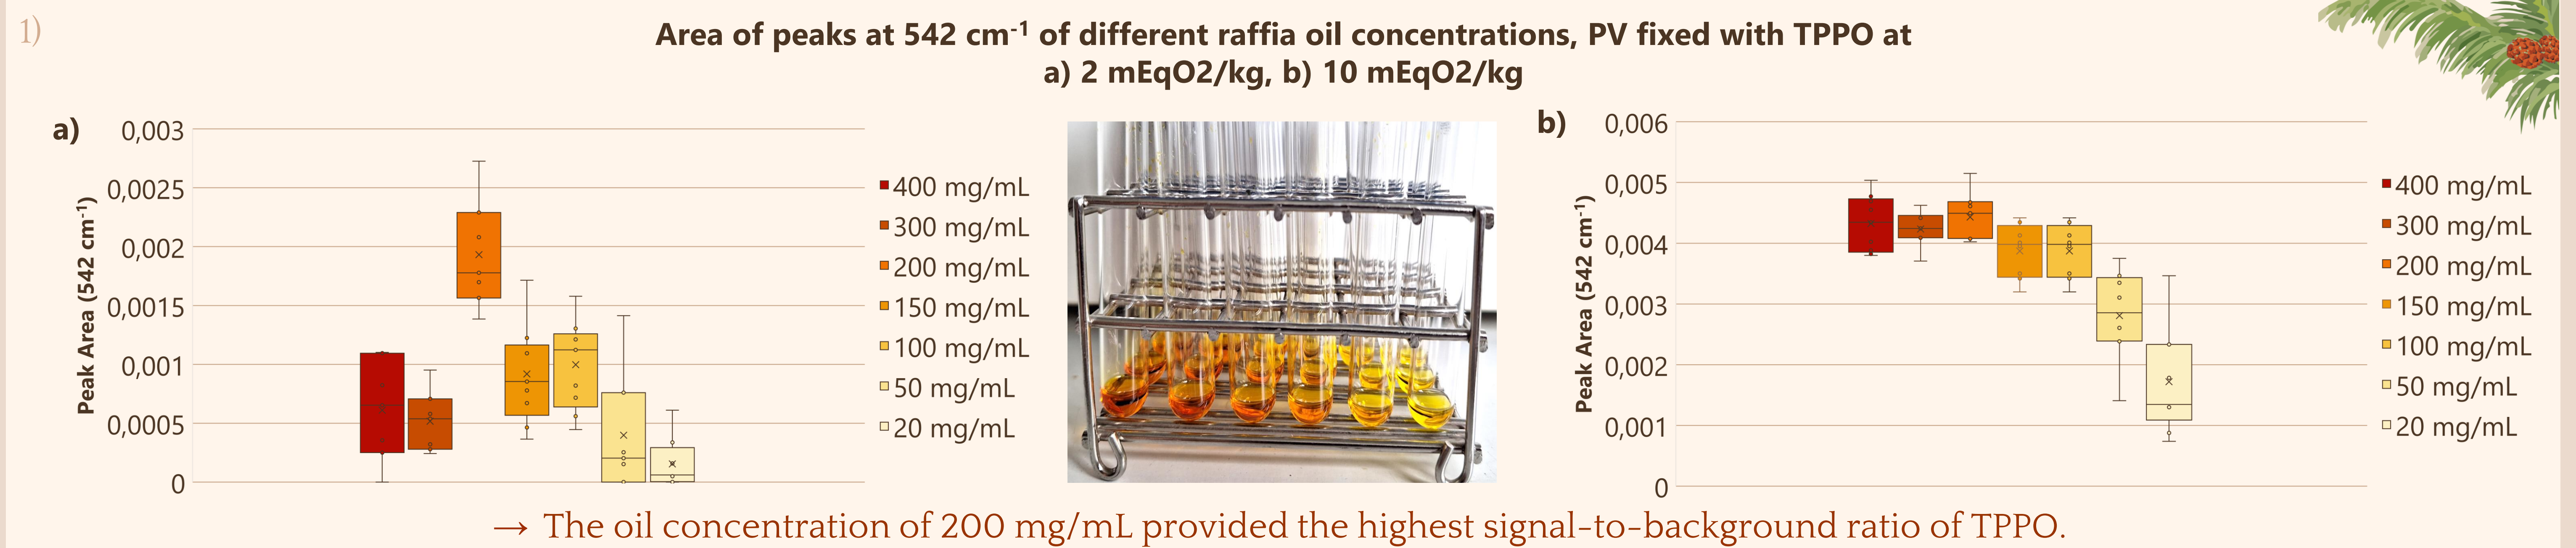 1)
Area of peaks at 542 cm⁻¹ of different raffia oil concentrations, PV fixed with TPPO at
a) 2 mEqO2/kg, b) 10 mEqO2/kg
a)
Peak Area (542 cm⁻¹)
0,003
0,0025
0,002
0,0015
0,001
0,0005
0
400 mg/mL
300 mg/mL
200 mg/mL
150 mg/mL
100 mg/mL
50 mg/mL
20 mg/mL
b)
Peak Area (542 cm⁻¹)
0,006
0,005
0,004
0,003
0,002
0,001
0
400 mg/mL
300 mg/mL
200 mg/mL
150 mg/mL
100 mg/mL
50 mg/mL
20 mg/mL
→ The oil concentration of 200 mg/mL provided the highest signal-to-background ratio of TPPO.